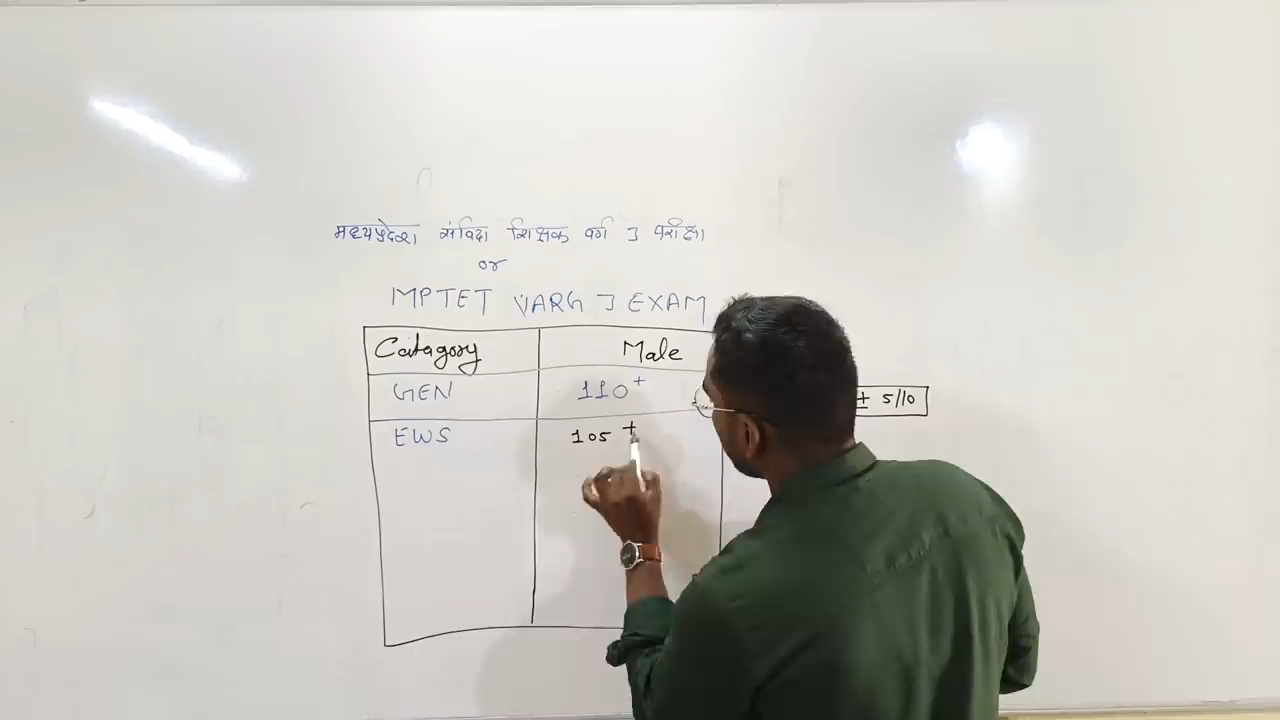 मध्यप्रदेश संविदा शिक्षक वर्ग 3 परीक्षा
or
MPTET VARG 3 EXAM
Catagory Male
GEN 110+
± 5/10
EWS 105 +